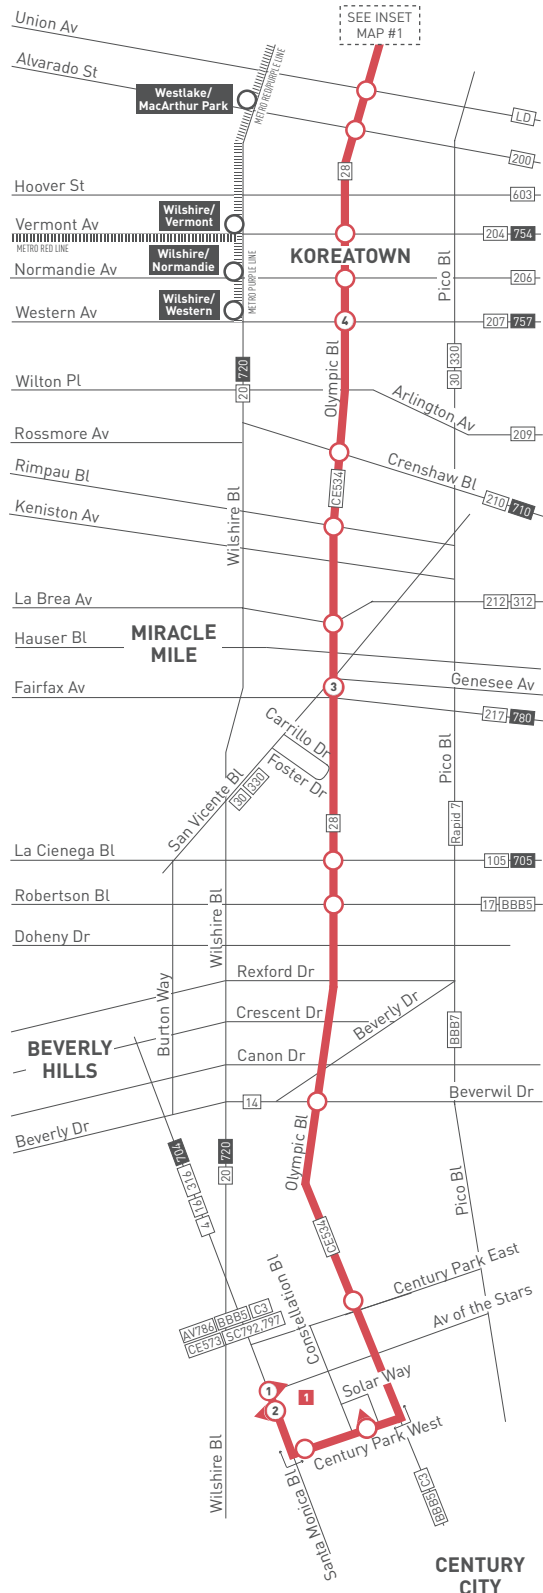 SEE INSET
MAP #1
Union Av
Alvarado St
Westlake/
MacArthur Park
METRO RED/PURPLE LINE
LD
200
28
Hoover St
603
Wilshire/
Vermont
Vermont Av
204 754
METRO RED LINE
KOREATOWN
Wilshire/
Normandie
Normandie Av
206
METRO PURPLE LINE
Pico Bl
Wilshire/
Western
Western Av
4
207 757
Olympic Bl
30 330
20 720
Wilton Pl
Arlington Av
209
Rossmore Av
Crenshaw Bl
210 710
Rimpau Bl
CE534
Keniston Av
Wilshire Bl
La Brea Av
212 312
MIRACLE
MILE
Hauser Bl
Genesee Av
Fairfax Av
3
217 780
Carrillo Dr
Foster Dr
Pico Bl
San Vicente Bl
30 330
28
Rapid 7
La Cienega Bl
105 705
Robertson Bl
17 BBB5
Wilshire Bl
Doheny Dr
Rexford Dr
Burton Way
Crescent Dr
Beverly Dr
BBB7
BEVERLY
HILLS
Canon Dr
14
Beverwil Dr
Beverly Dr
Olympic Bl
704
4 16 316
20 720
Pico Bl
CE534
Century Park East
Constellation Bl
Av of the Stars
AV786 BBB5 C3
CE573 SC792,797
Solar Way
1
1
2
Century Park West
Wilshire Bl
Santa Monica Bl
BBB5 C3
CENTURY
CITY